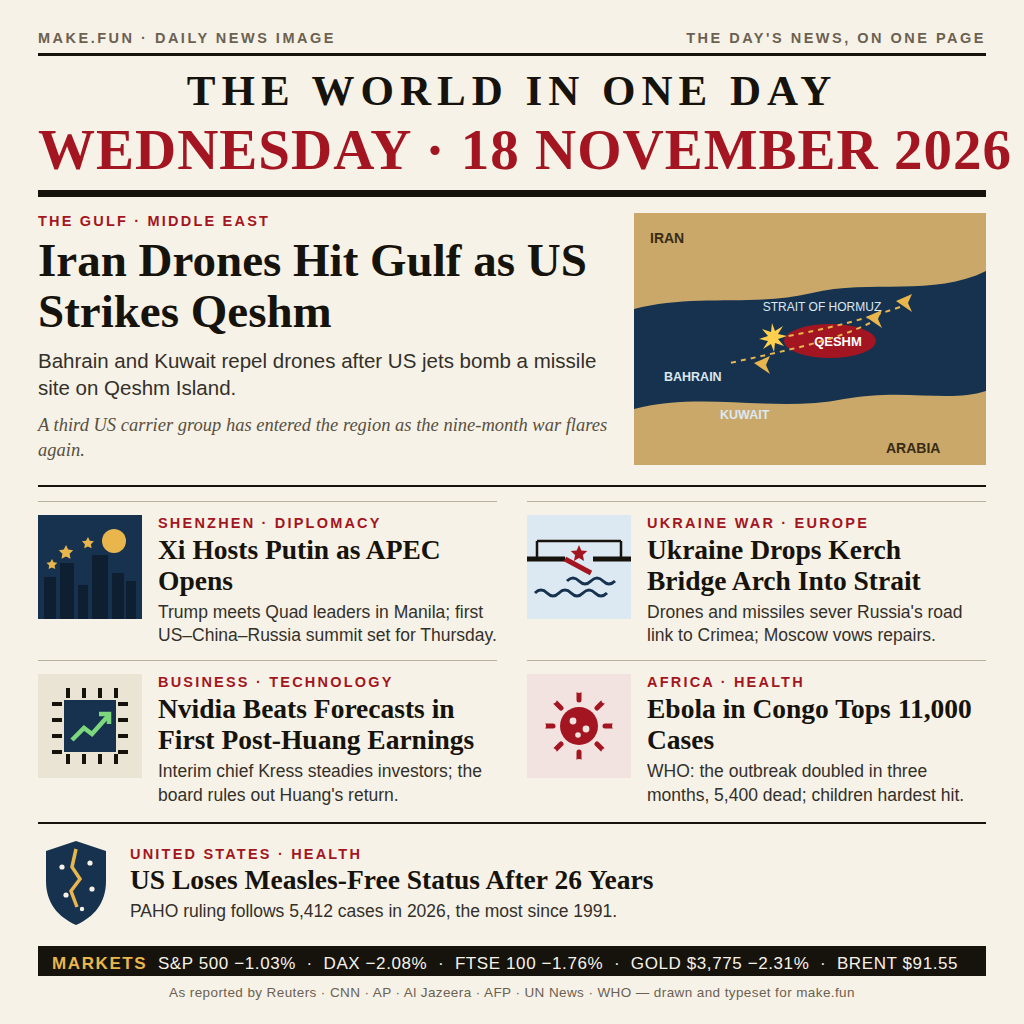 MAKE.FUN · DAILY NEWS IMAGE
THE DAY'S NEWS, ON ONE PAGE
THE WORLD IN ONE DAY
WEDNESDAY · 18 NOVEMBER 2026
THE GULF · MIDDLE EAST
Iran Drones Hit Gulf as US
Strikes Qeshm
Bahrain and Kuwait repel drones after US jets bomb a missile
site on Qeshm Island.
A third US carrier group has entered the region as the nine-month war flares
again.
IRAN
STRAIT OF HORMUZ
QESHM
BAHRAIN
KUWAIT
ARABIA
SHENZHEN · DIPLOMACY
Xi Hosts Putin as APEC
Opens
Trump meets Quad leaders in Manila; first
US–China–Russia summit set for Thursday.
UKRAINE WAR · EUROPE
Ukraine Drops Kerch
Bridge Arch Into Strait
Drones and missiles sever Russia's road
link to Crimea; Moscow vows repairs.
BUSINESS · TECHNOLOGY
Nvidia Beats Forecasts in
First Post-Huang Earnings
Interim chief Kress steadies investors; the
board rules out Huang's return.
AFRICA · HEALTH
Ebola in Congo Tops 11,000
Cases
WHO: the outbreak doubled in three
months, 5,400 dead; children hardest hit.
UNITED STATES · HEALTH
US Loses Measles-Free Status After 26 Years
PAHO ruling follows 5,412 cases in 2026, the most since 1991.
MARKETS S&P 500 −1.03% · DAX −2.08% · FTSE 100 −1.76% · GOLD $3,775 −2.31% · BRENT $91.55
As reported by Reuters · CNN · AP · Al Jazeera · AFP · UN News · WHO — drawn and typeset for make.fun